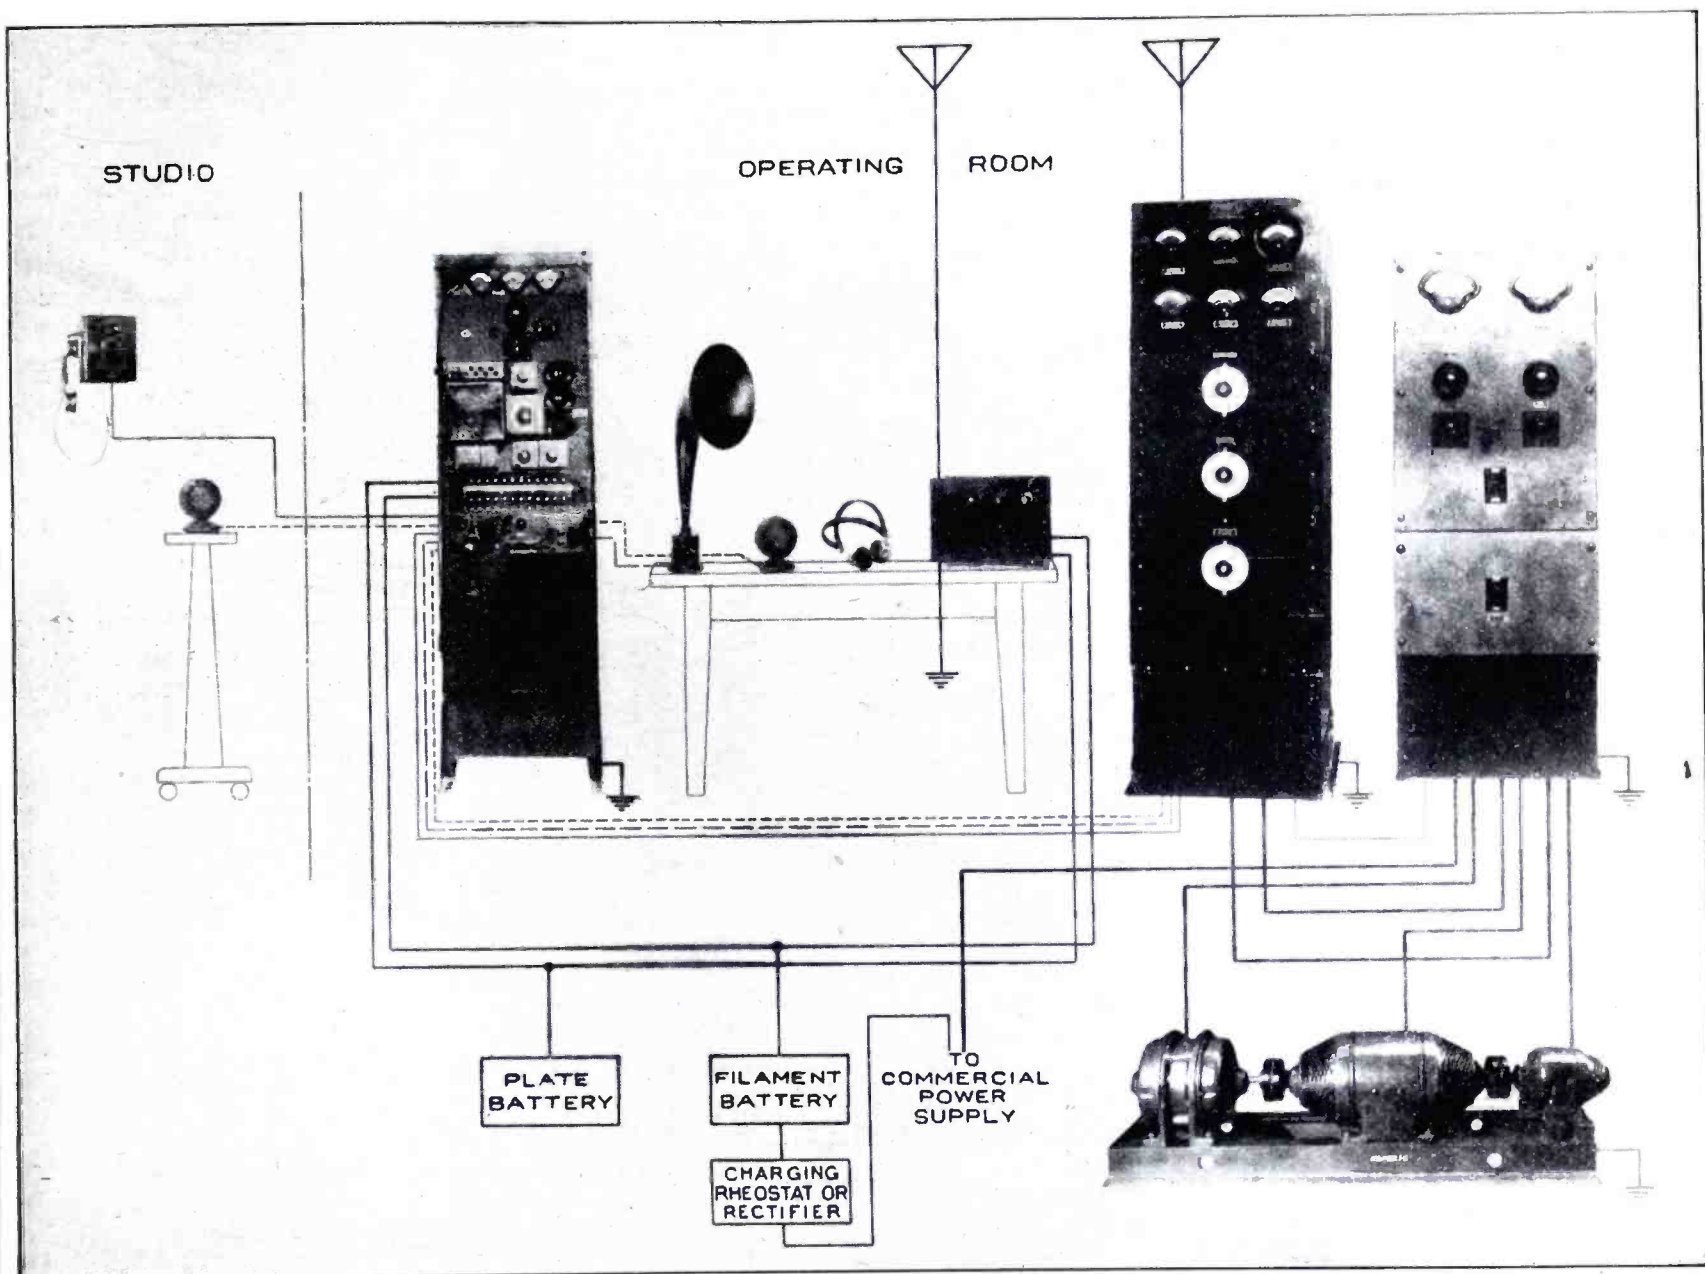 STUDIO
OPERATING ROOM
PLATE
BATTERY
FILAMENT
BATTERY
TO
COMMERCIAL
POWER
SUPPLY
CHARGING
RHEOSTAT OR
RECTIFIER